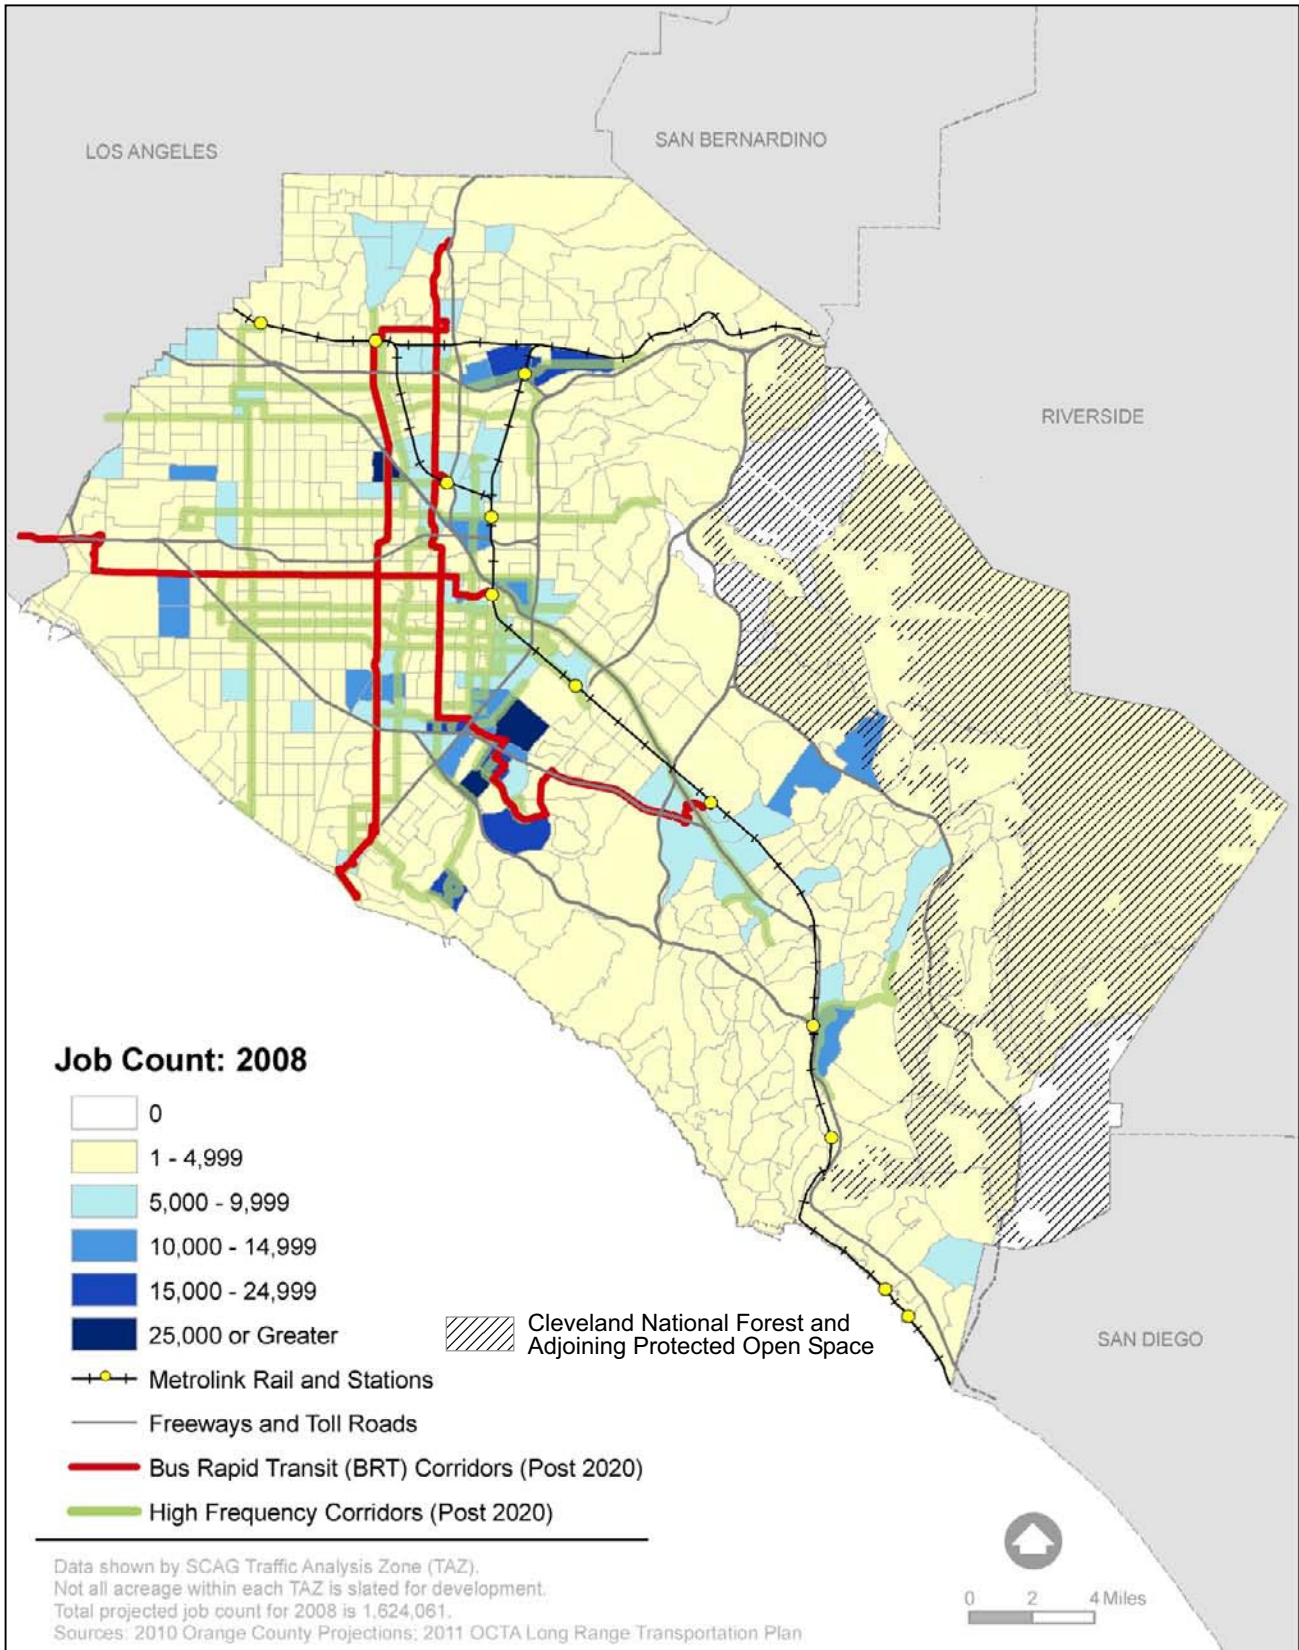 LOS ANGELES
SAN BERNARDINO
RIVERSIDE
Job Count: 2008
0
1 - 4,999
5,000 - 9,999
10,000 - 14,999
15,000 - 24,999
25,000 or Greater
Cleveland National Forest and
Adjoining Protected Open Space
SAN DIEGO
Metrolink Rail and Stations
Freeways and Toll Roads
Bus Rapid Transit (BRT) Corridors (Post 2020)
High Frequency Corridors (Post 2020)
Data shown by SCAG Traffic Analysis Zone (TAZ).
Not all acreage within each TAZ is slated for development.
Total projected job count for 2008 is 1,624,061.
Sources: 2010 Orange County Projections; 2011 OCTA Long Range Transportation Plan
0 2 4 Miles